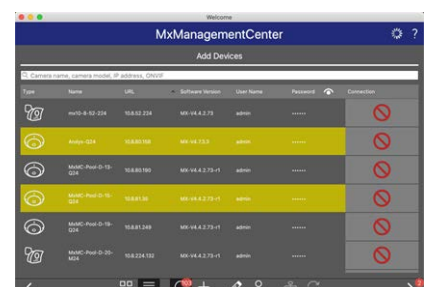 Welcome
MxManagementCenter
?
Add Devices
Camera name, camera model, IP address, ONVIF
Type Name URL Software Version User Name Password Connection
mx10-8-52-224 10.8.52.224 MX-V4.4.2.73 admin ••••••
Andys-Q24 10.8.80.158 MX-V4.7.3.3 admin ••••••
MxMC-Pool-D-15-
Q24 10.8.80.190 MX-V4.4.2.73-r1 admin ••••••
MxMC-Pool-D-16-
Q24 10.8.81.50 MX-V4.4.2.73-r1 admin ••••••
MxMC-Pool-D-19-
Q24 10.8.81.249 MX-V4.4.2.73-r1 admin ••••••
MxMC-Pool-D-20-
M24 10.8.224.132 MX-V4.4.2.73-r1 admin ••••••
103